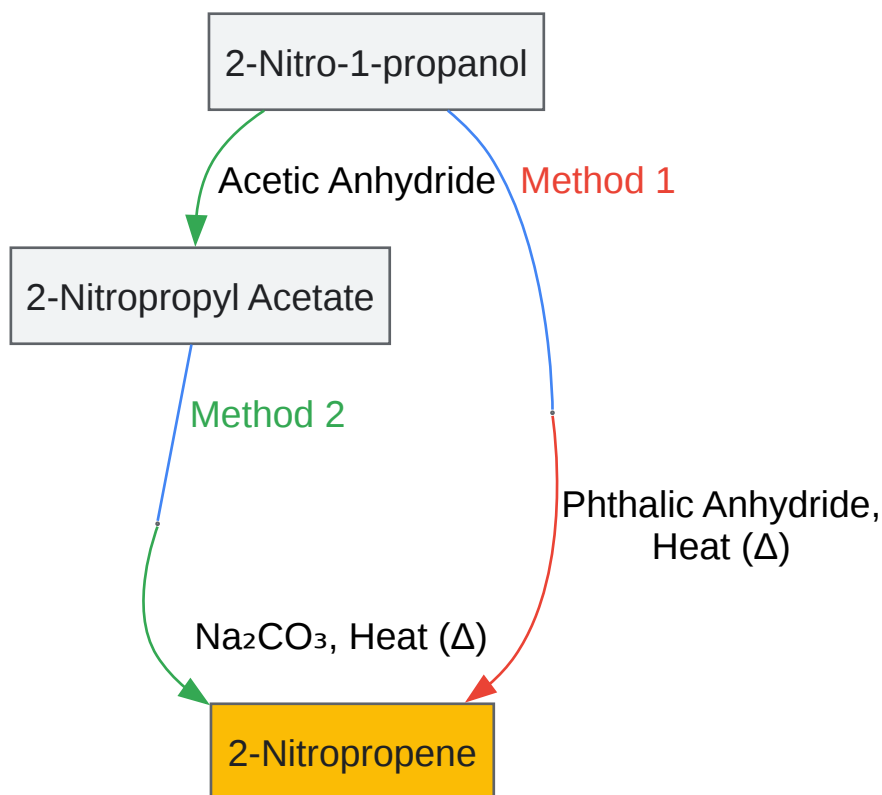 2-Nitro-1-propanol
Acetic Anhydride
Method 1
2-Nitropropyl Acetate
Method 2
Phthalic Anhydride,
Heat (Δ)
Na₂CO₃, Heat (Δ)
2-Nitropropene